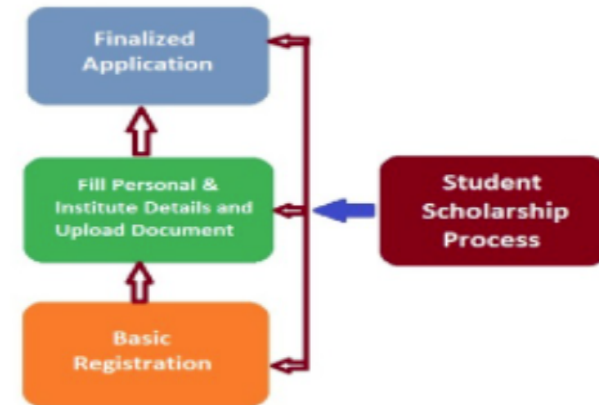 Finalized
Application
Fill Personal &
Institute Details and
Upload Document
Student
Scholarship
Process
Basic
Registration